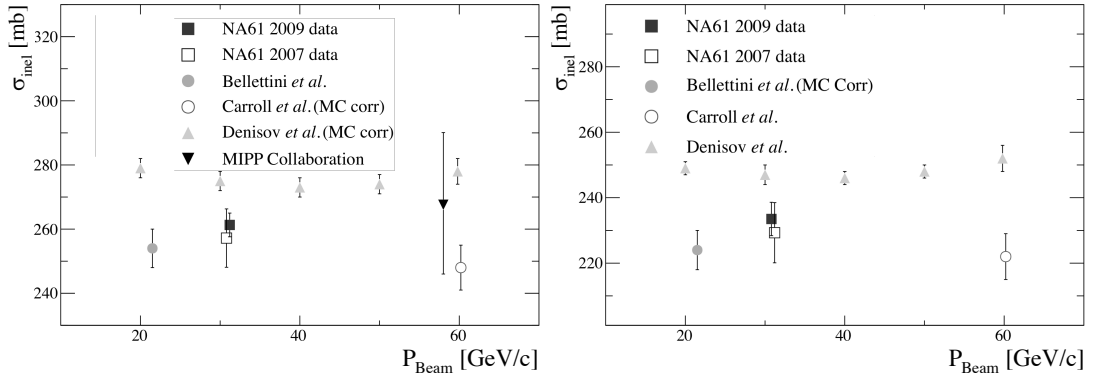 σinel [mb]
320
300
280
260
240
NA61 2009 data
NA61 2007 data
Bellettini et al.
Carroll et al.(MC corr)
Denisov et al.(MC corr)
MIPP Collaboration
20
40
60
PBeam [GeV/c]
σinel [mb]
280
260
240
220
NA61 2009 data
NA61 2007 data
Bellettini et al.(MC Corr)
Carroll et al.
Denisov et al.
20
40
60
PBeam [GeV/c]